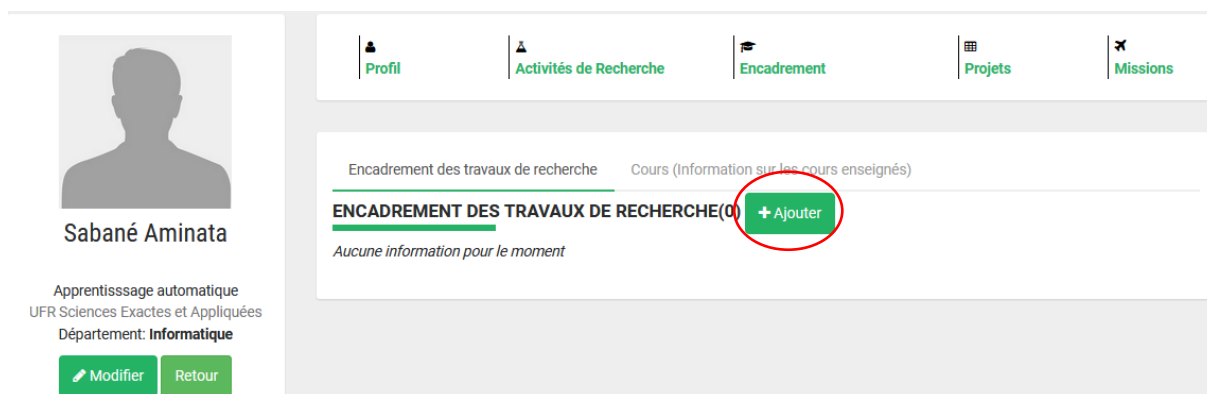 Profil
Activités de Recherche
Encadrement
Projets
Missions
Encadrement des travaux de recherche
Cours (Information sur les cours enseignés)
ENCADREMENT DES TRAVAUX DE RECHERCHE(0)
Ajouter
Aucune information pour le moment
Sabané Aminata
Apprentisssage automatique
UFR Sciences Exactes et Appliquées
Département: Informatique
Modifier
Retour